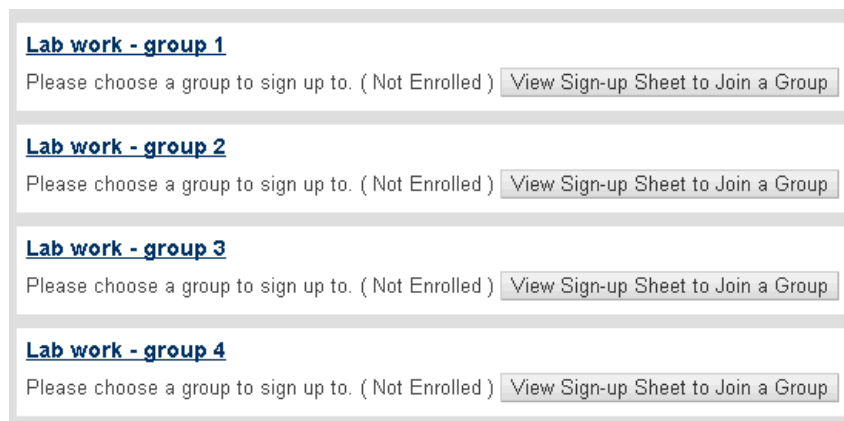 Lab work - group 1
Please choose a group to sign up to. ( Not Enrolled ) View Sign-up Sheet to Join a Group
Lab work - group 2
Please choose a group to sign up to. ( Not Enrolled ) View Sign-up Sheet to Join a Group
Lab work - group 3
Please choose a group to sign up to. ( Not Enrolled ) View Sign-up Sheet to Join a Group
Lab work - group 4
Please choose a group to sign up to. ( Not Enrolled ) View Sign-up Sheet to Join a Group